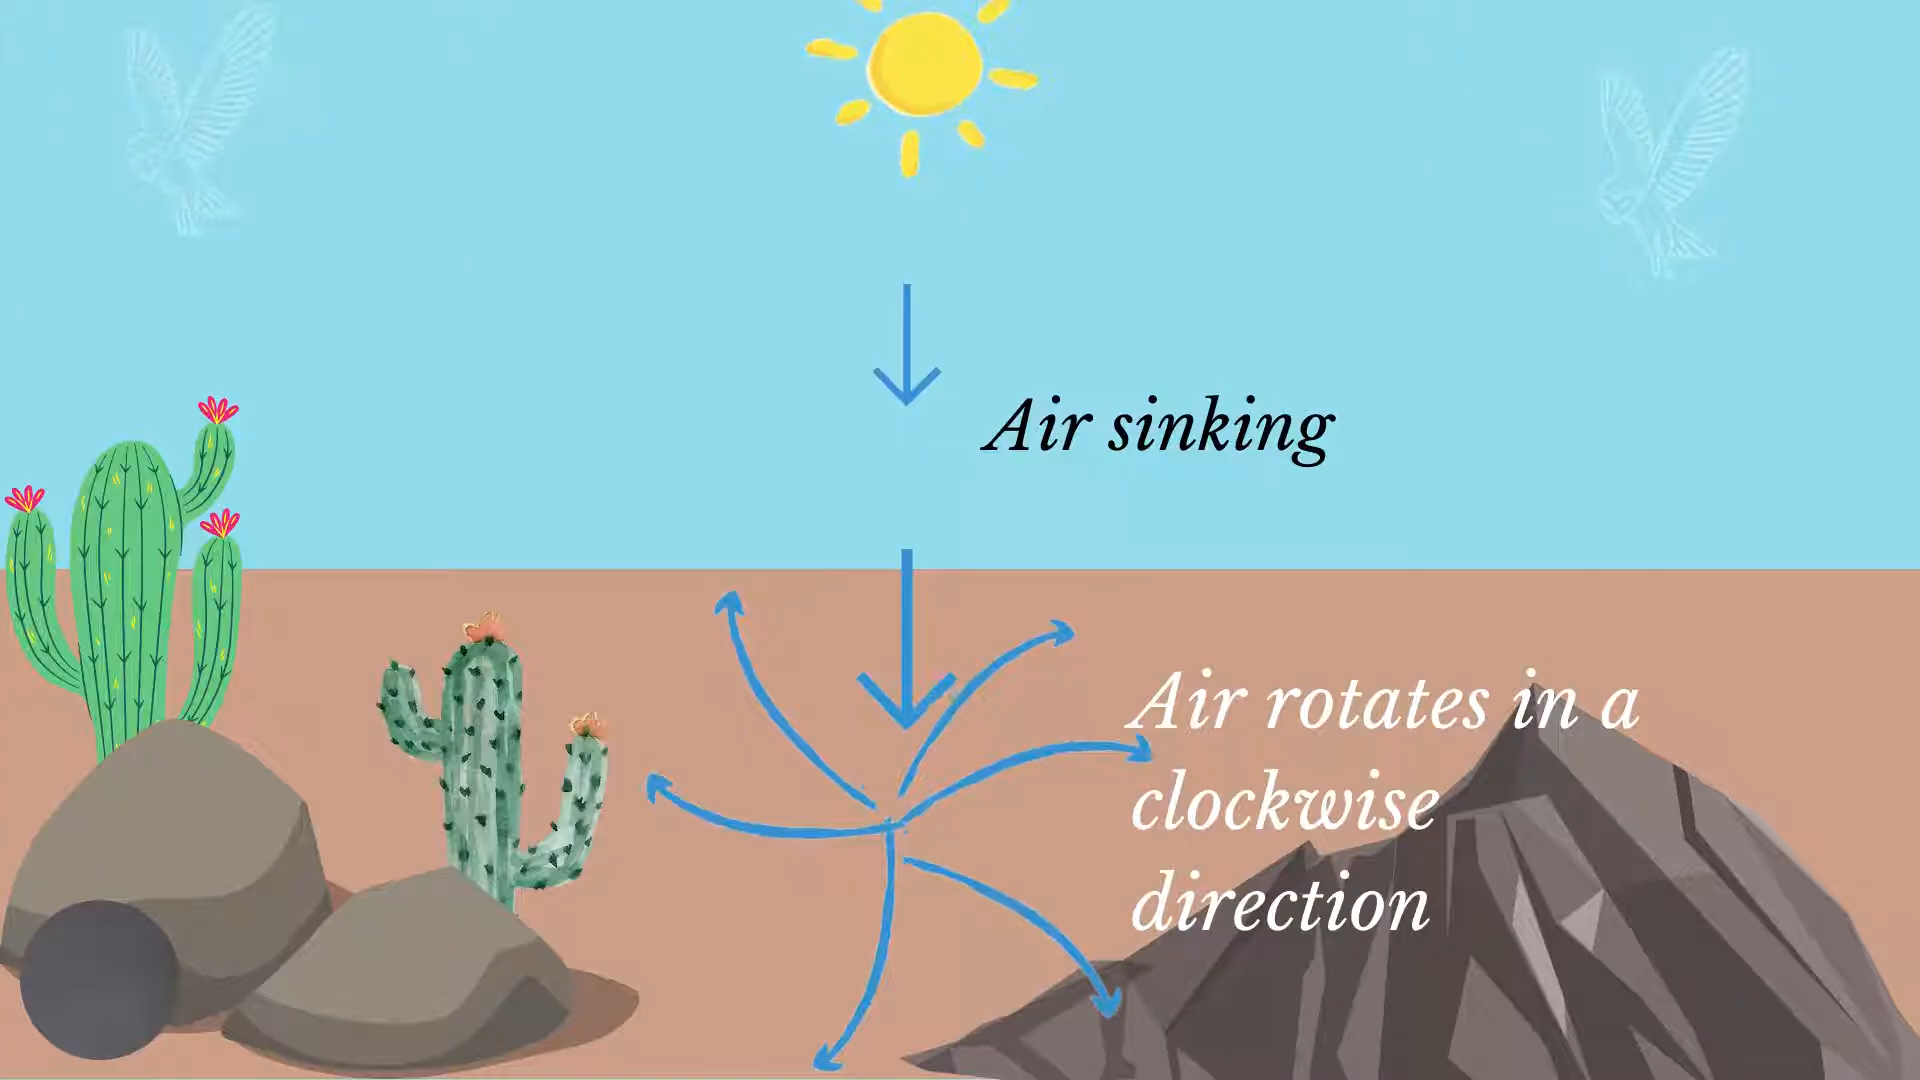 Air sinking
Air rotates in a
clockwise
direction